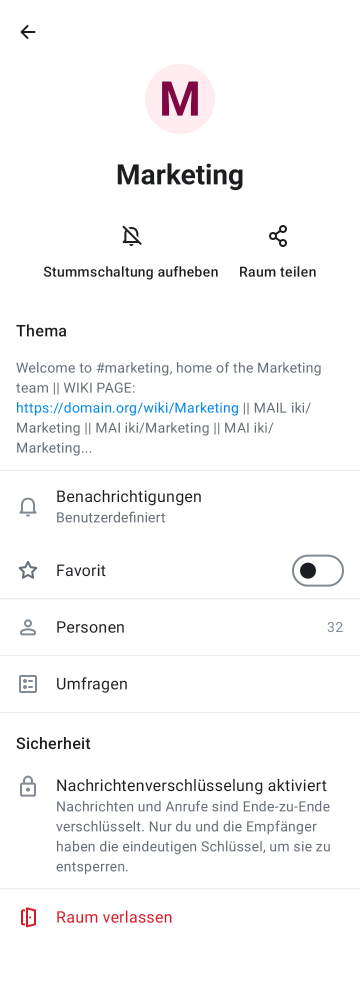 M
Marketing
Stummschaltung aufheben
Raum teilen
Thema
Welcome to #marketing, home of the Marketing
team || WIKI PAGE:
https://domain.org/wiki/Marketing || MAIL iki/
Marketing || MAI iki/Marketing || MAI iki/
Marketing...
Benachrichtigungen
Benutzerdefiniert
Favorit
Personen 32
Umfragen
Sicherheit
Nachrichtenverschlüsselung aktiviert
Nachrichten und Anrufe sind Ende-zu-Ende
verschlüsselt. Nur du und die Empfänger
haben die eindeutigen Schlüssel, um sie zu
entsperren.
Raum verlassen